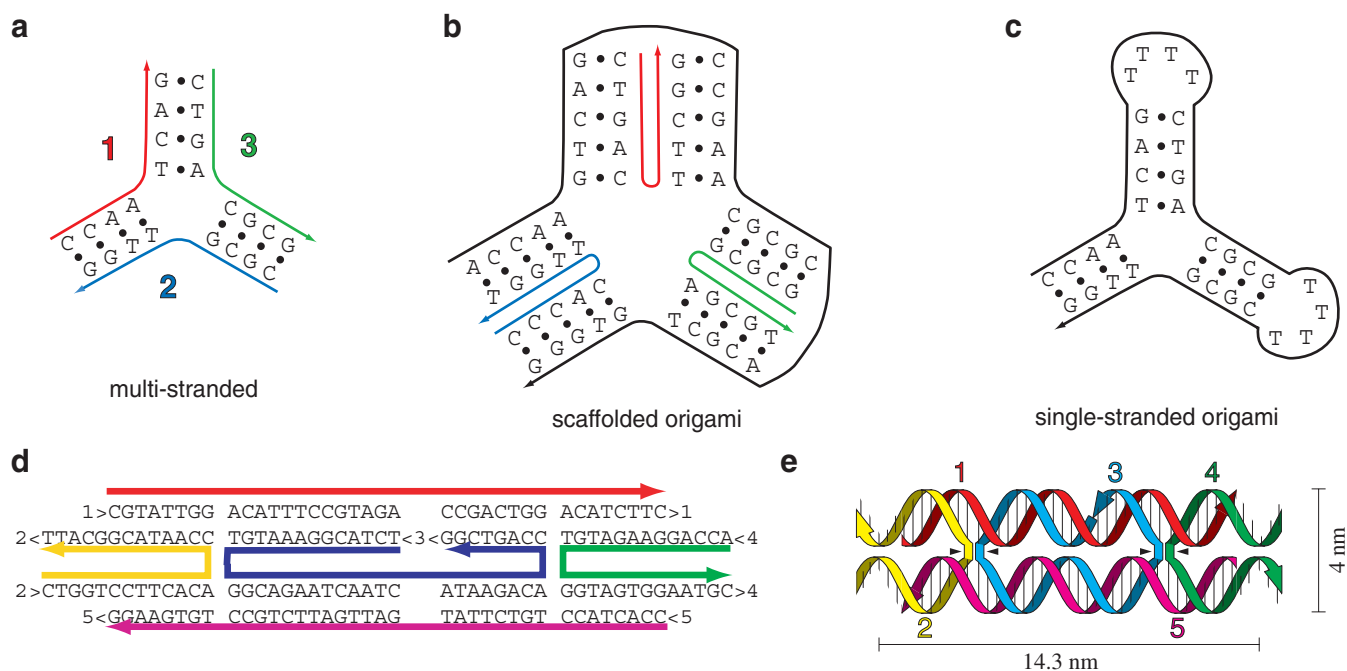 a
G • C
A • T
C • G
T • A
1
3
C C A A
G G T T
C G C G
G C G C
2
multi-stranded
b
G • C G • C
A • T G • C
C • G C • G
T • A T • A
G • C T • A
A C C A A
T G G T T
C C C A C
G G G T G
C G C G C
G C G C G
A G C G T
T C G C A
scaffolded origami
c
T T T T
G • C
A • T
C • G
T • A
C C A A
G G T T
C G C G
G C G C
T T T T
single-stranded origami
d
1>CGTATTGG ACATTTCCGTAGA CCGACTGG ACATCTTC>1
2<TTACGGCATAACC TGTAAAGGCATCT<3<GGCTGACC TGTAGAAGGACCA<4
2>CTGGTCCTTCACA GGCAGAATCAATC ATAAGACA GGTAGTGGAATGC>4
5<GGAAGTGT CCGTCTTAGTTAG TATTCTGT CCATCACC<5
e
1 3 4
2 5
4 nm
14.3 nm